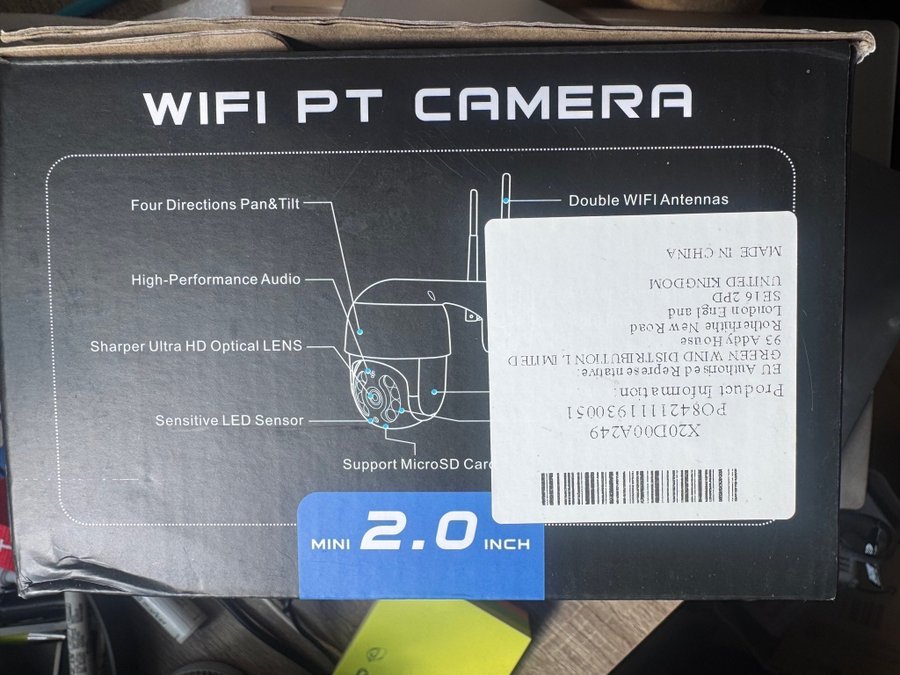 WIFI PT CAMERA
Four Directions Pan&Tilt
High-Performance Audio
Sharper Ultra HD Optical LENS
Sensitive LED Sensor
Support MicroSD Card
Double WIFI Antennas
MINI 2.0 INCH
X20D00A249
PO8421111930051
Product Information:
EU Authorised Representative:
GREEN WIND DISTRIBUTION LIMITED
93 Addy House
Rotherhithe New Road
London England
SE16 2PD
UNITED KINGDOM
MADE IN CHINA